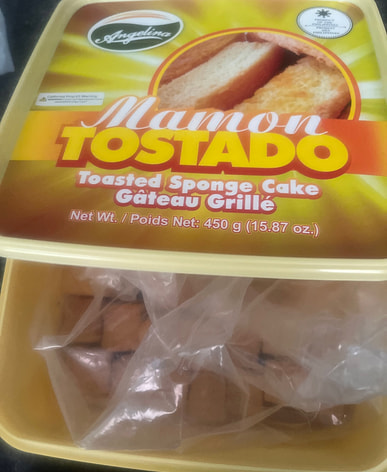 Angelina
Mamon
TOSTADO
Toasted Sponge Cake
Gâteau Grillé
Net Wt. / Poids Net: 450 g (15.87 oz.)